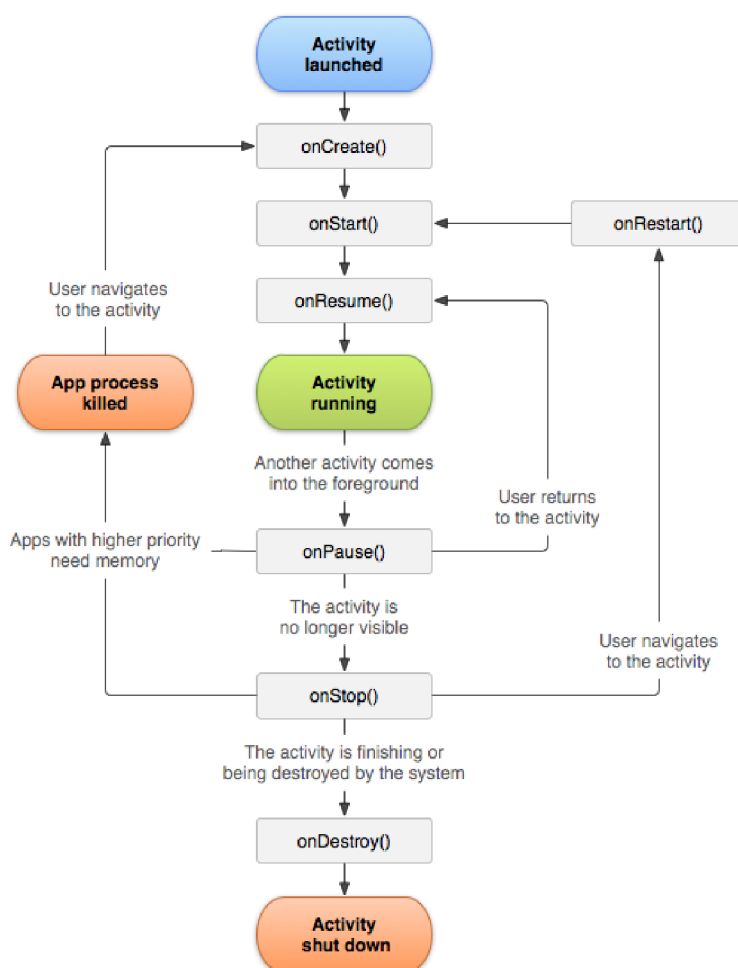 Activity
launched
onCreate()
onStart()
onRestart()
onResume()
User navigates
to the activity
App process
killed
Activity
running
Another activity comes
into the foreground
User returns
to the activity
Apps with higher priority
need memory
onPause()
The activity is
no longer visible
User navigates
to the activity
onStop()
The activity is finishing or
being destroyed by the system
onDestroy()
Activity
shut down